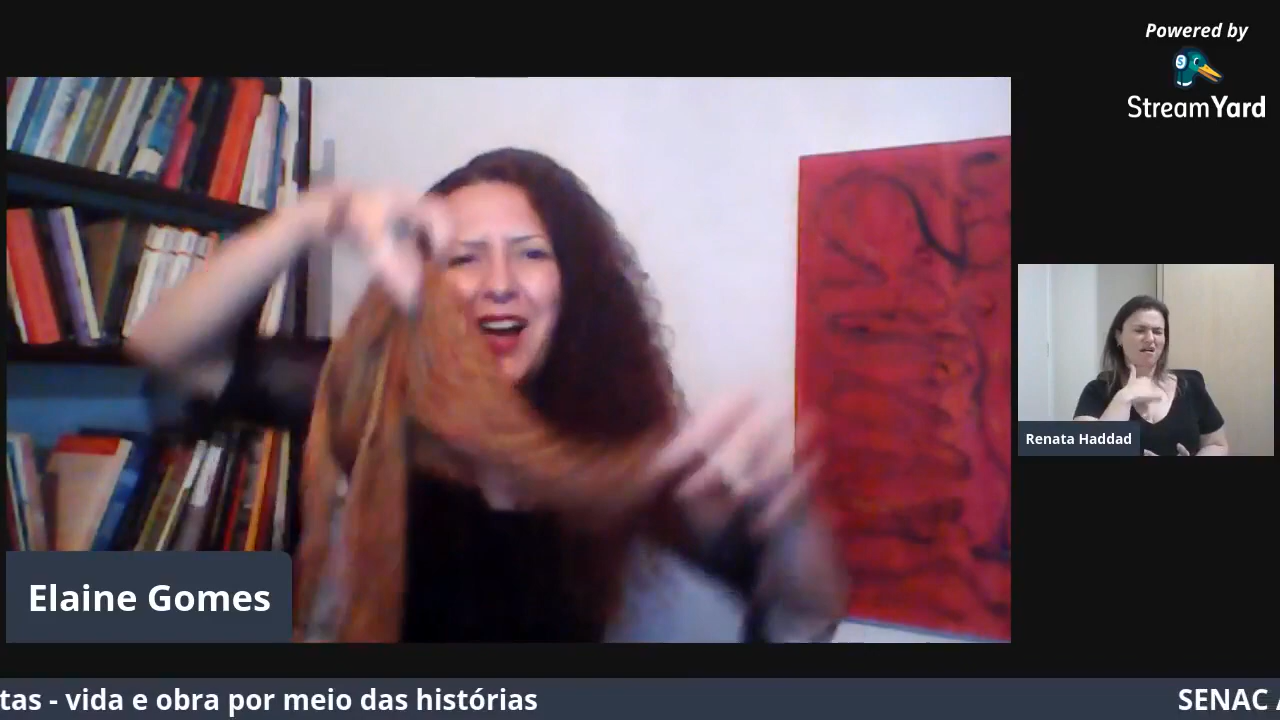 Powered by
StreamYard
Renata Haddad
Elaine Gomes
tas - vida e obra por meio das histórias
SENAC